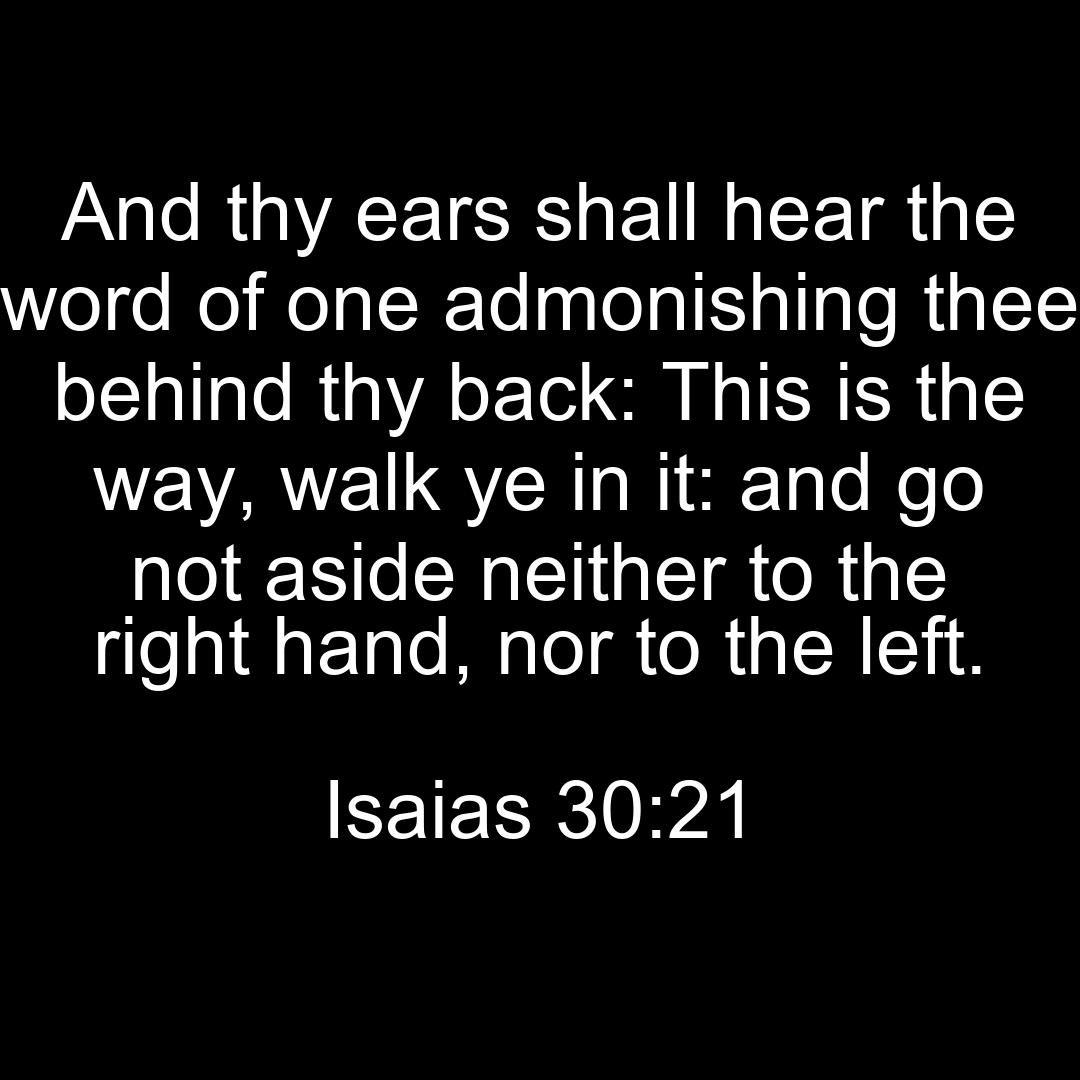 And thy ears shall hear the
word of one admonishing thee
behind thy back: This is the
way, walk ye in it: and go
not aside neither to the
right hand, nor to the left.
Isaias 30:21